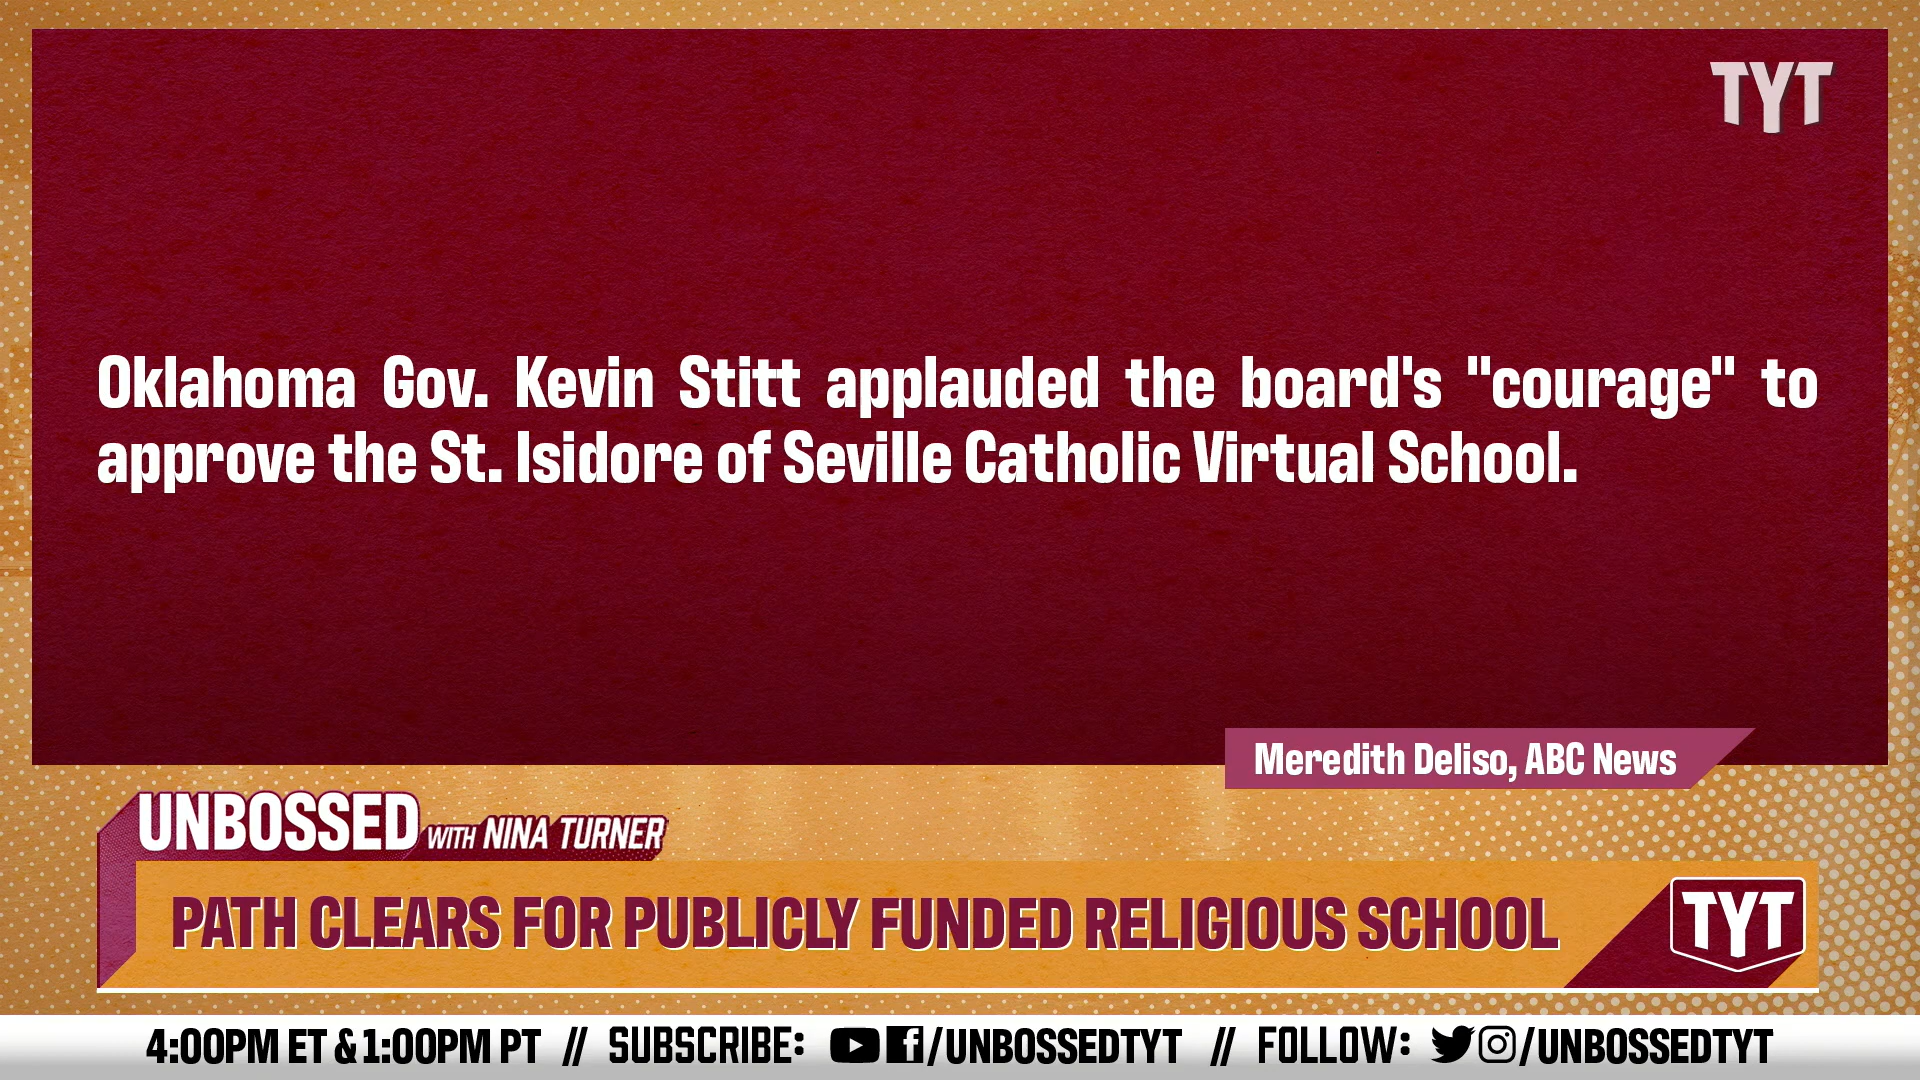 TYT
Oklahoma Gov. Kevin Stitt applauded the board's "courage" to
approve the St. Isidore of Seville Catholic Virtual School.
Meredith Deliso, ABC News
UNBOSSED WITH NINA TURNER
PATH CLEARS FOR PUBLICLY FUNDED RELIGIOUS SCHOOL
TYT
4:00PM ET & 1:00PM PT // SUBSCRIBE: /UNBOSSEDTYT // FOLLOW: /UNBOSSEDTYT